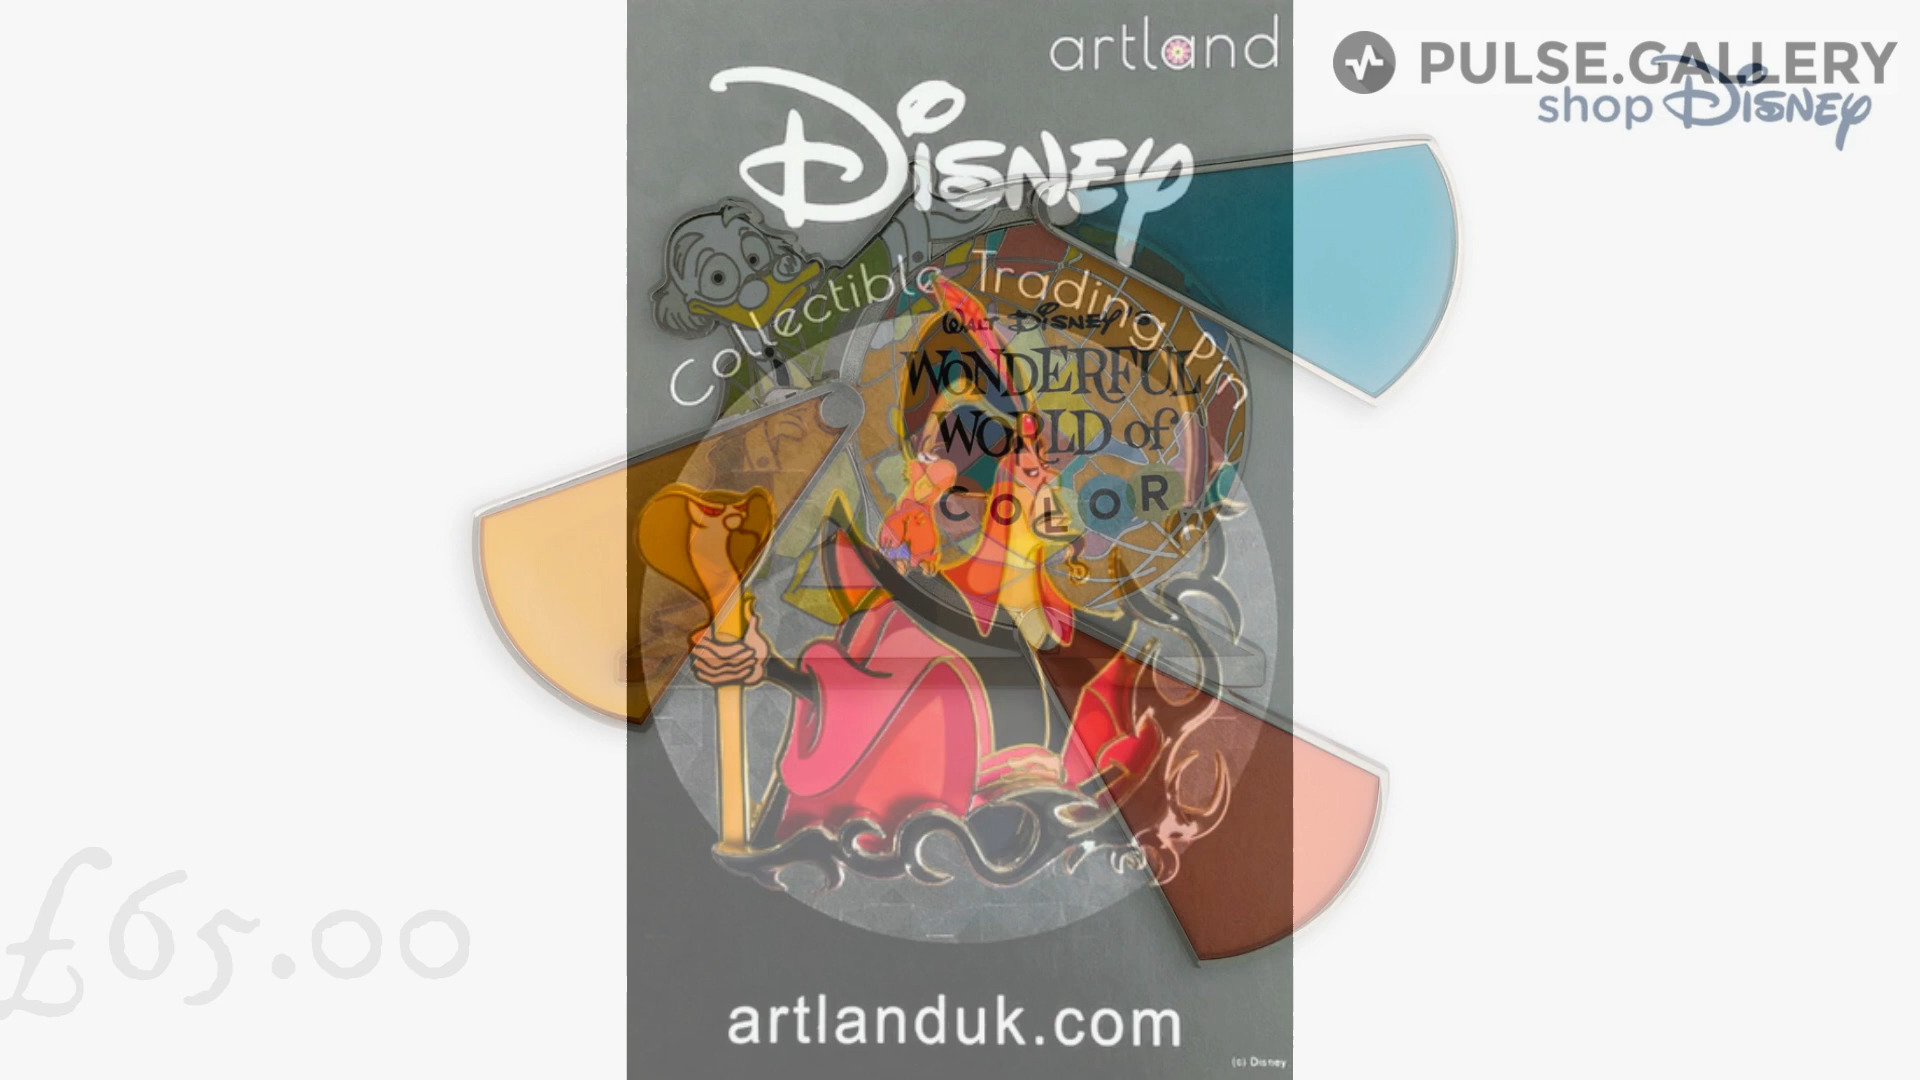 artland
PULSE.GALLERY
shop Disney
Disney
Collectible Trading Pin
Walt Disney's
WONDERFUL
WORLD of
COLOR
£65.00
artlanduk.com
(c) Disney